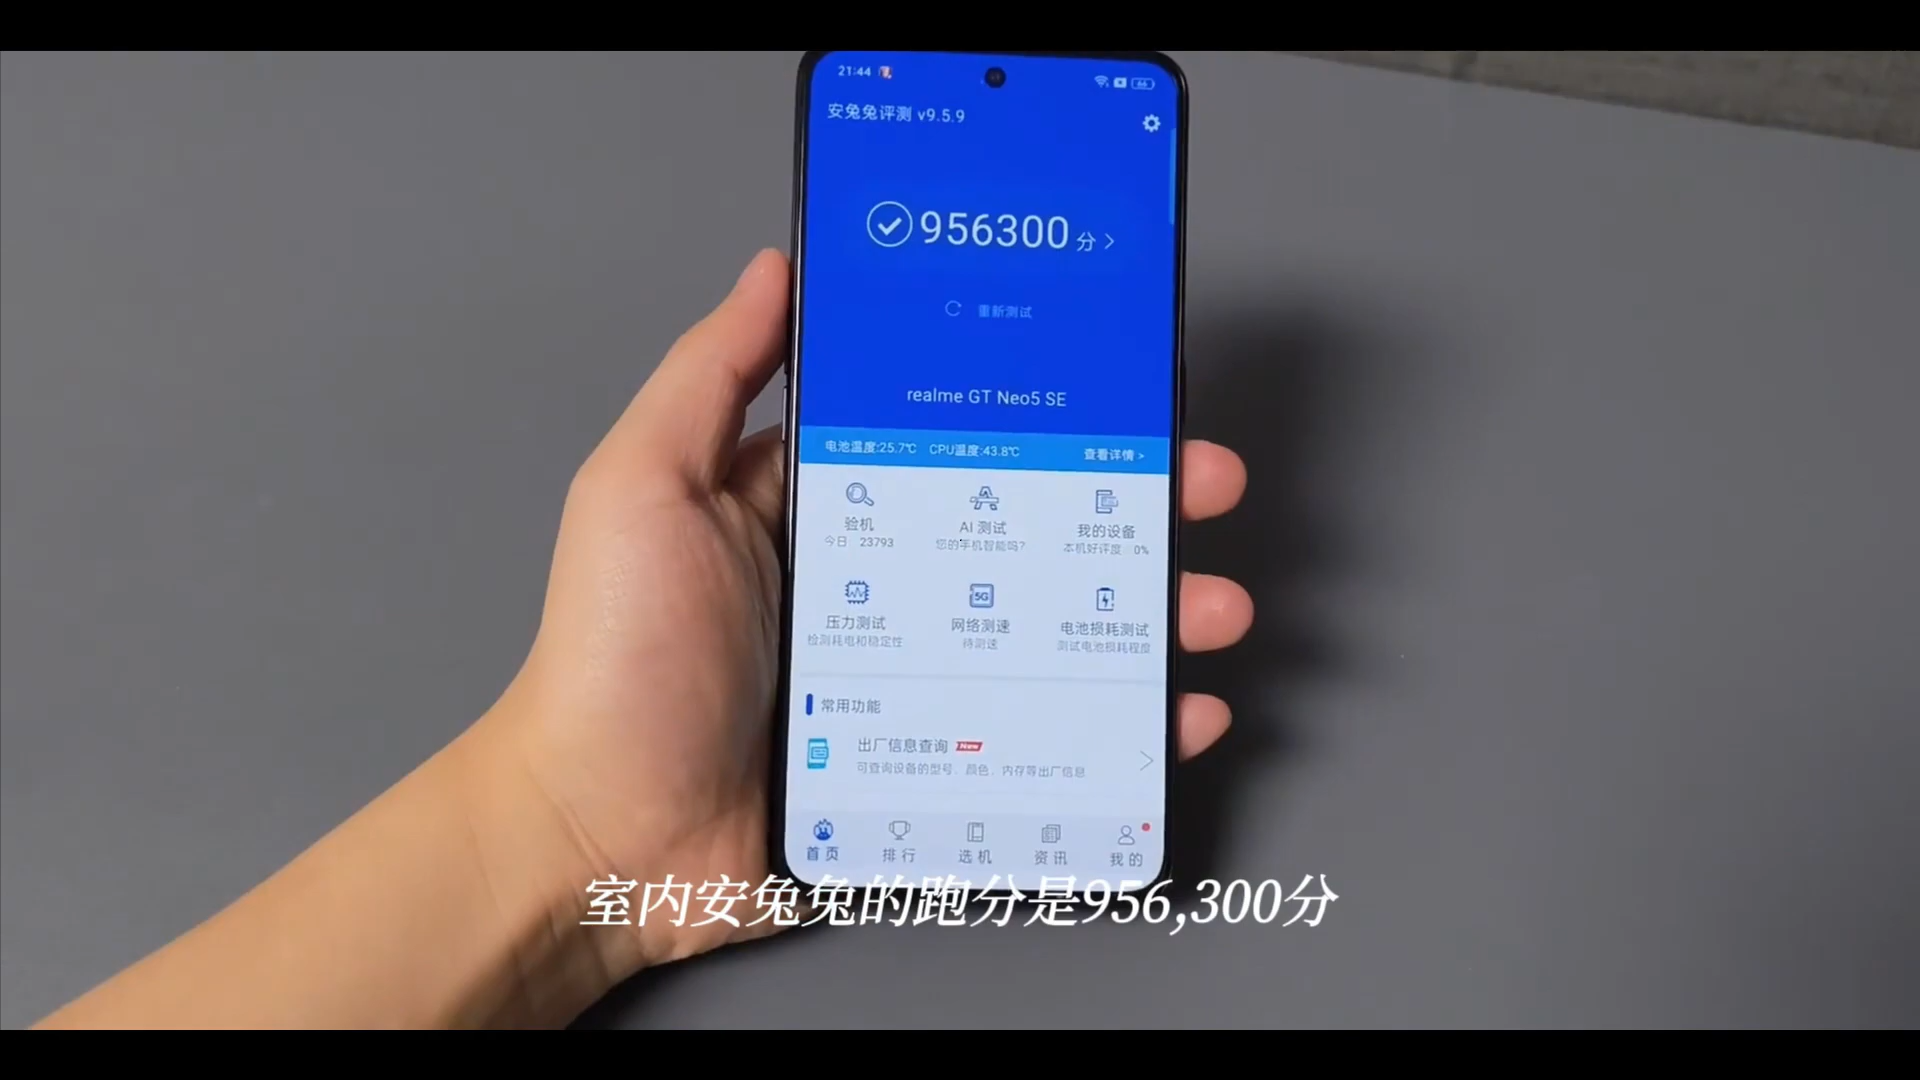 21:44
66
安兔兔评测 v9.5.9
956300分 >
重新测试
realme GT Neo5 SE
电池温度:25.7℃ CPU温度:43.8℃ 查看详情 >
验机 AI 测试 我的设备
今日：23793 您的手机智能吗? 本机好评度：0%
5G
压力测试 网络测速 电池损耗测试
检测耗电和稳定性 待测速 测试电池损耗程度
常用功能
出厂信息查询 New
可查询设备的型号、颜色、内存等出厂信息
首页 排行 选机 资讯 我的
室内安兔兔的跑分是956,300分